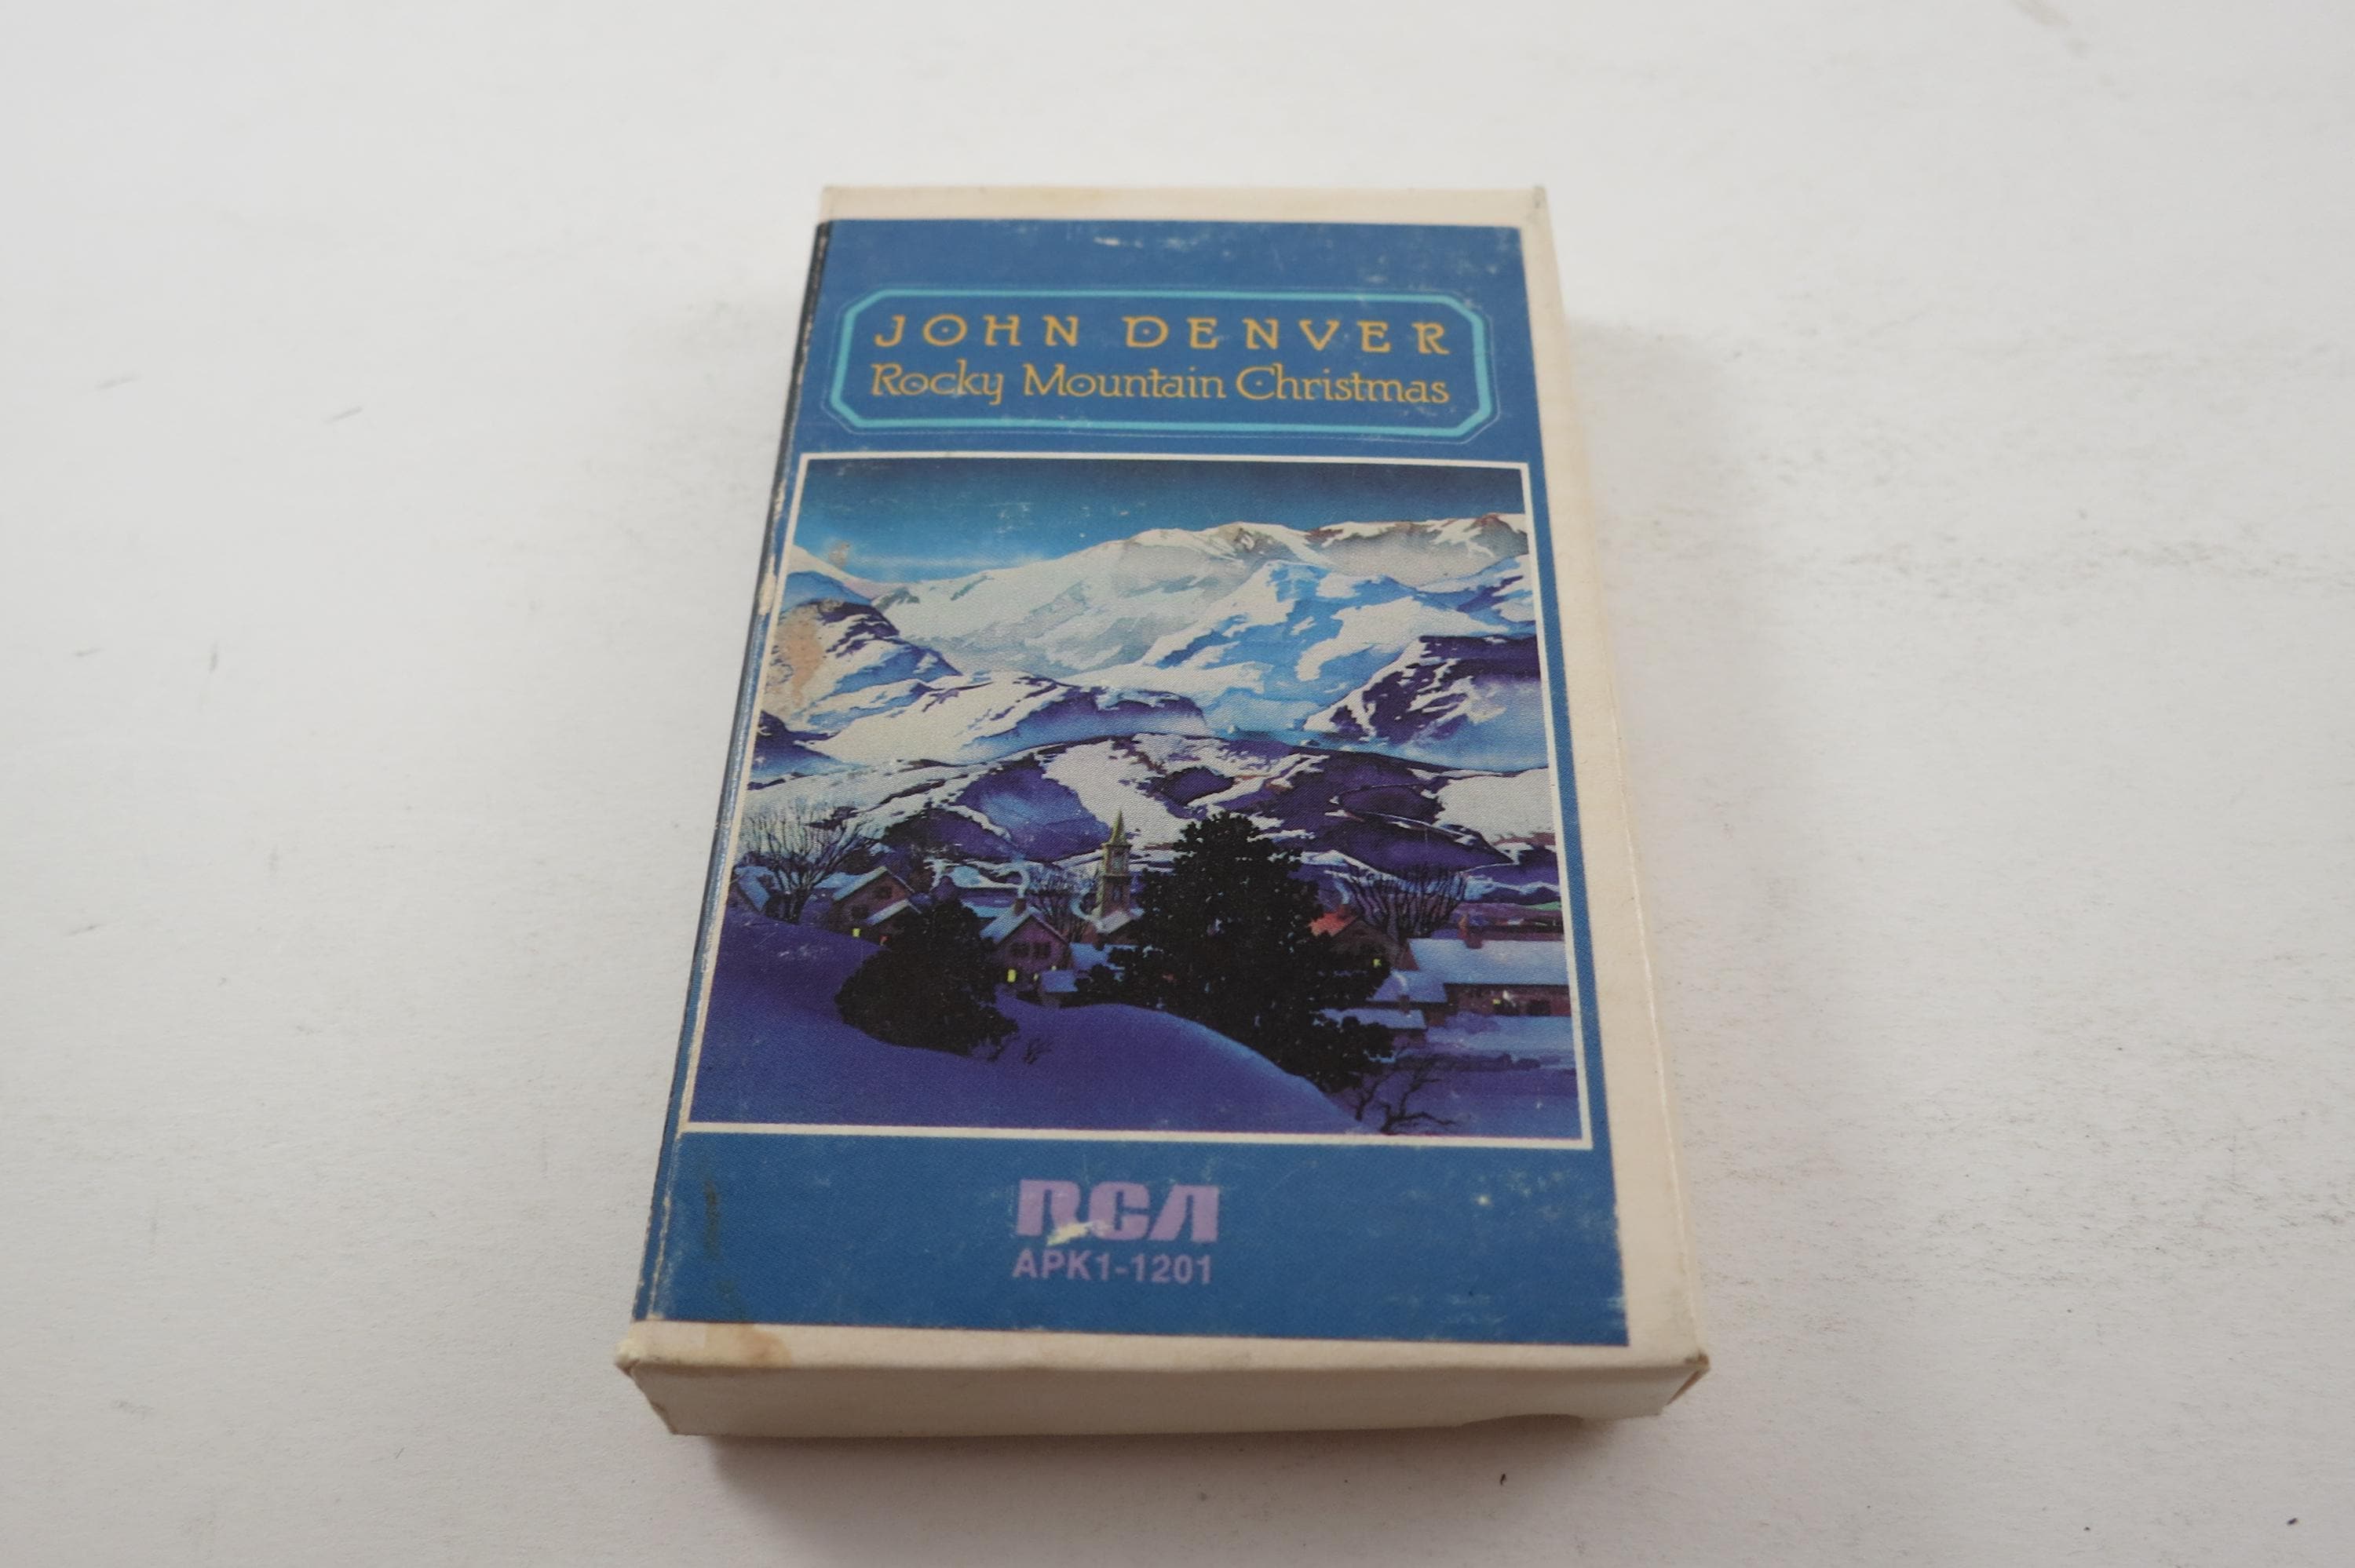 JOHN DENVER
Rocky Mountain Christmas
RCA
APK1-1201